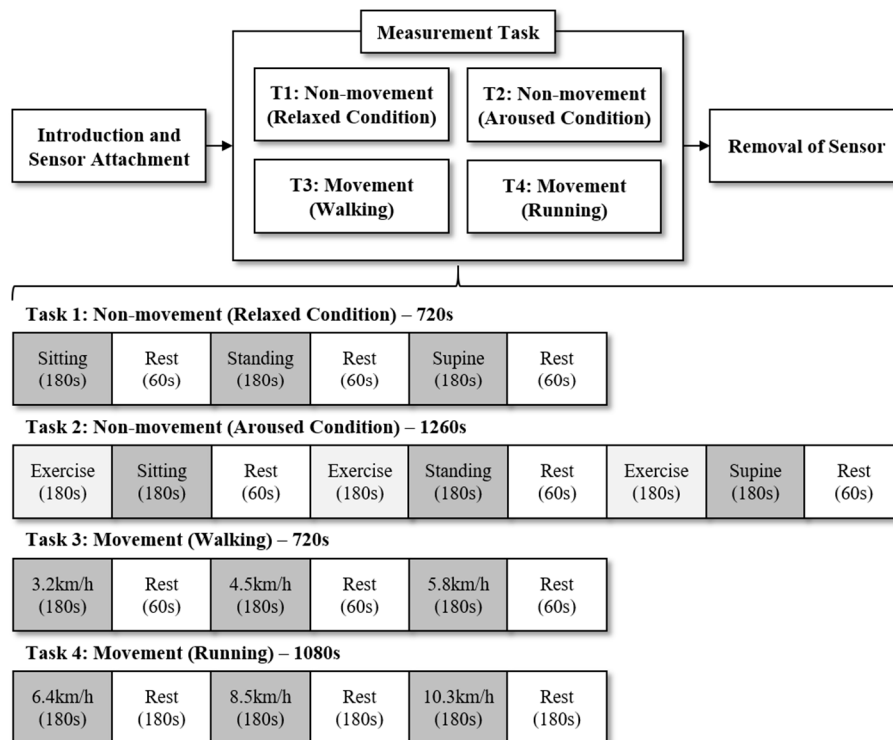 Measurement Task
T1: Non-movement
(Relaxed Condition)
T2: Non-movement
(Aroused Condition)
Introduction and
Sensor Attachment
Removal of Sensor
T3: Movement
(Walking)
T4: Movement
(Running)
Task 1: Non-movement (Relaxed Condition) – 720s
Sitting
(180s)
Rest
(60s)
Standing
(180s)
Rest
(60s)
Supine
(180s)
Rest
(60s)
Task 2: Non-movement (Aroused Condition) – 1260s
Exercise
(180s)
Sitting
(180s)
Rest
(60s)
Exercise
(180s)
Standing
(180s)
Rest
(60s)
Exercise
(180s)
Supine
(180s)
Rest
(60s)
Task 3: Movement (Walking) – 720s
3.2km/h
(180s)
Rest
(60s)
4.5km/h
(180s)
Rest
(60s)
5.8km/h
(180s)
Rest
(60s)
Task 4: Movement (Running) – 1080s
6.4km/h
(180s)
Rest
(180s)
8.5km/h
(180s)
Rest
(180s)
10.3km/h
(180s)
Rest
(180s)